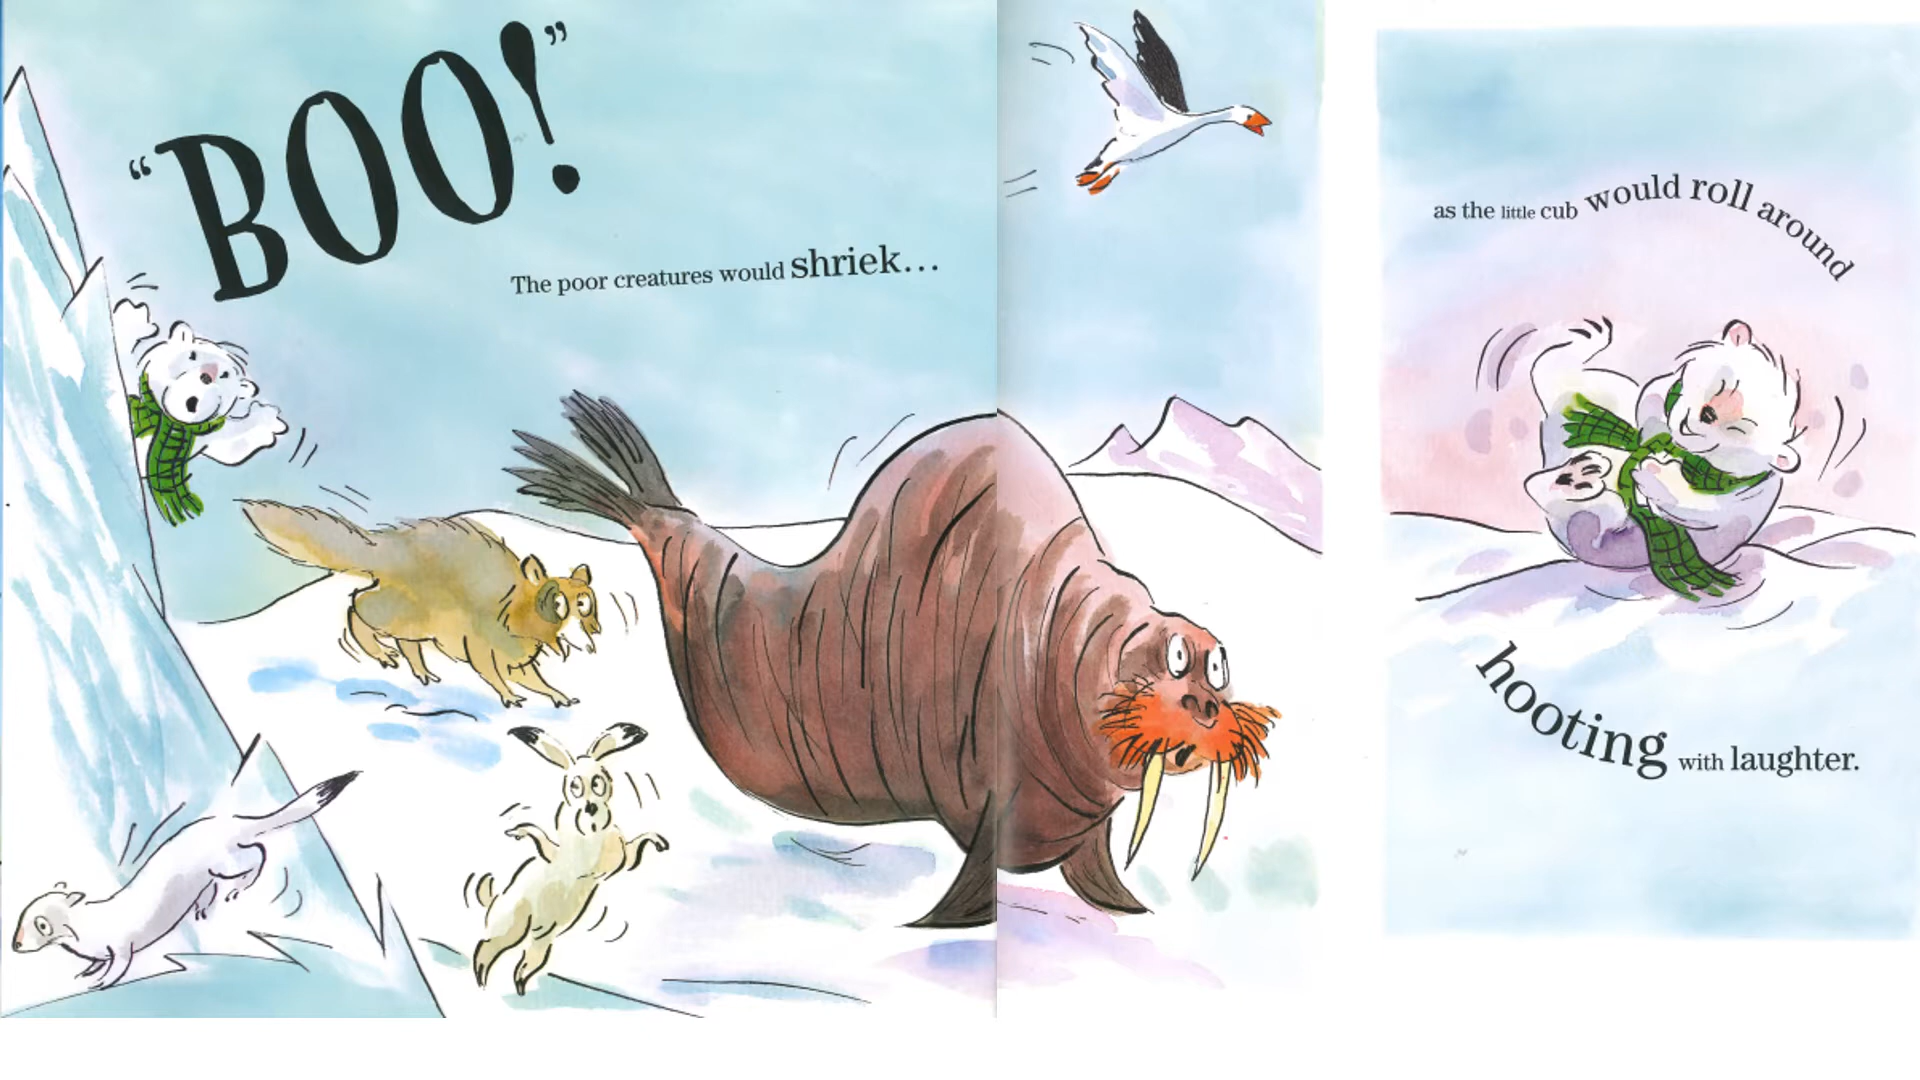 “BOO!”
The poor creatures would shriek...
as the little cub would roll around
hooting with laughter.